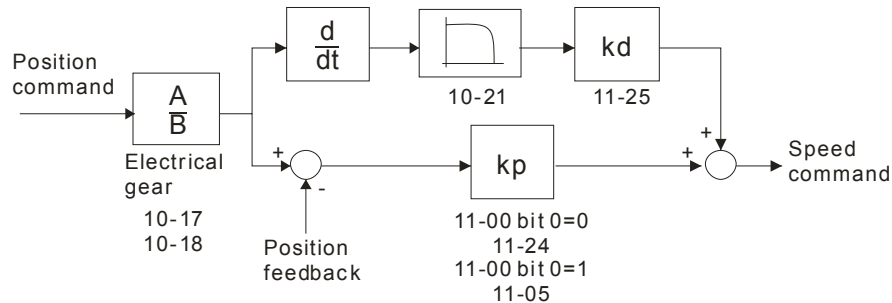 Position
command
A
B
Electrical
gear
10-17
10-18
d
dt
10-21
kd
11-25
+
-
Position
feedback
kp
11-00 bit 0=0
11-24
11-00 bit 0=1
11-05
+
+
Speed
command